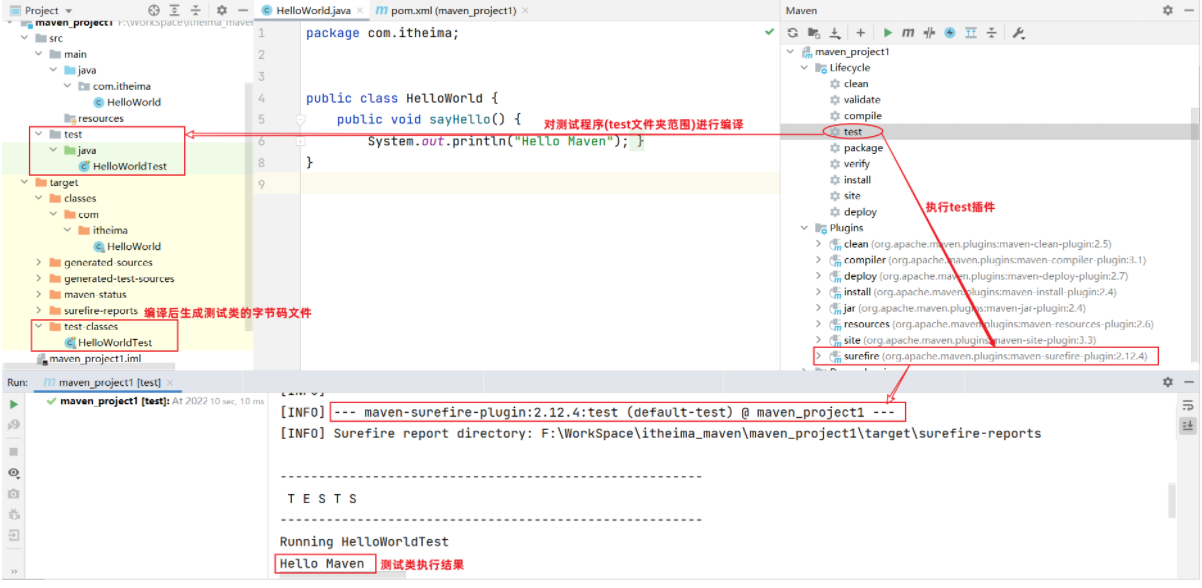 Project
maven_project1 F:\WorkSpace\itheima_maven
src
main
java
com.itheima
HelloWorld
resources
test
java
HelloWorldTest
target
classes
com
itheima
HelloWorld
generated-sources
generated-test-sources
maven-status
surefire-reports
编译后生成测试类的字节码文件
test-classes
HelloWorldTest
maven_project1.iml
HelloWorld.java
pom.xml (maven_project1)
1 package com.itheima;
2
3
4 public class HelloWorld {
5 public void sayHello() {
对测试程序(test文件夹范围)进行编译
6 System.out.println("Hello Maven"); }
8 }
9
Maven
maven_project1
Lifecycle
clean
validate
compile
test
package
verify
install
site
deploy
执行test插件
Plugins
clean (org.apache.maven.plugins:maven-clean-plugin:2.5)
compiler (org.apache.maven.plugins:maven-compiler-plugin:3.1)
deploy (org.apache.maven.plugins:maven-deploy-plugin:2.7)
install (org.apache.maven.plugins:maven-install-plugin:2.4)
jar (org.apache.maven.plugins:maven-jar-plugin:2.4)
resources (org.apache.maven.plugins:maven-resources-plugin:2.6)
site (org.apache.maven.plugins:maven-site-plugin:3.3)
surefire (org.apache.maven.plugins:maven-surefire-plugin:2.12.4)
Run: maven_project1 [test]
maven_project1 [test]: At 2022 10 sec, 10 ms
[INFO]
[INFO] --- maven-surefire-plugin:2.12.4:test (default-test) @ maven_project1 ---
[INFO] Surefire report directory: F:\WorkSpace\itheima_maven\maven_project1\target\surefire-reports
-------------------------------------------------------
T E S T S
-------------------------------------------------------
Running HelloWorldTest
Hello Maven
测试类执行结果